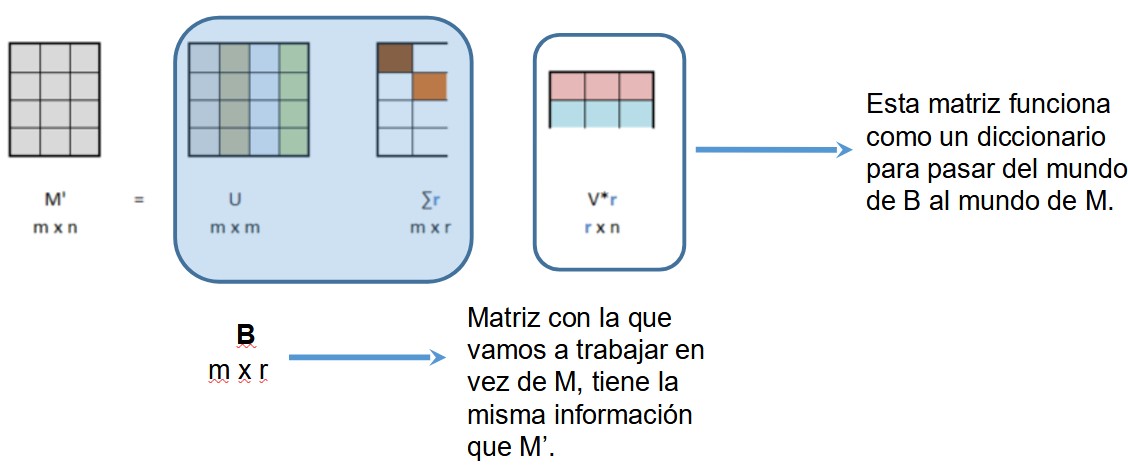 M' = U ∑r V*r
m x n m x m m x r r x n
Esta matriz funciona
como un diccionario
para pasar del mundo
de B al mundo de M.
B
m x r
Matriz con la que
vamos a trabajar en
vez de M, tiene la
misma información
que M’.